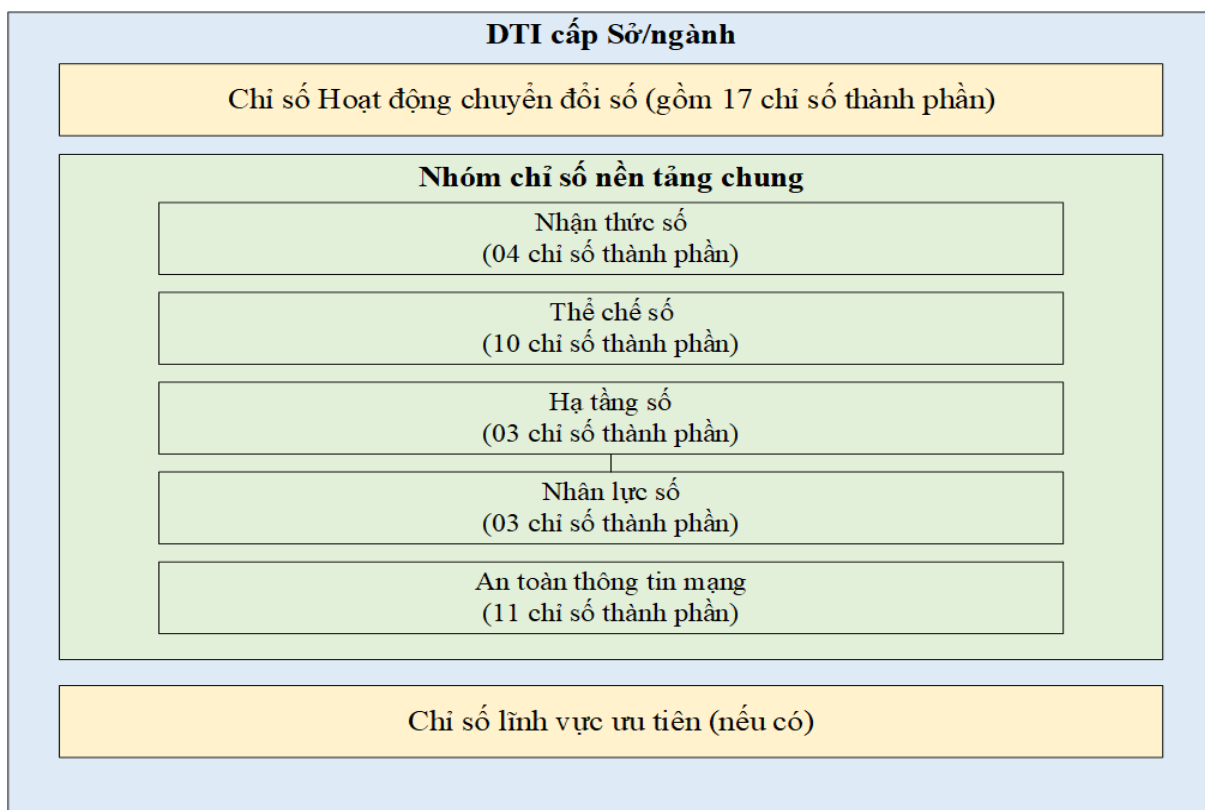 DTI cấp Sở/ngành
Chỉ số Hoạt động chuyển đổi số (gồm 17 chỉ số thành phần)
Nhóm chỉ số nền tảng chung
Nhận thức số
(04 chỉ số thành phần)
Thể chế số
(10 chỉ số thành phần)
Hạ tầng số
(03 chỉ số thành phần)
Nhân lực số
(03 chỉ số thành phần)
An toàn thông tin mạng
(11 chỉ số thành phần)
Chỉ số lĩnh vực ưu tiên (nếu có)